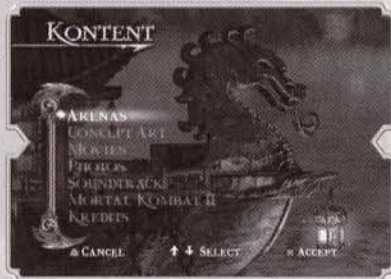 KONTENT
ARENAS
CONCEPT ART
MOVIES
PHOTOS
SOUNDTRACKS
MORTAL KOMBAT II
KREDITS
CANCEL SELECT ACCEPT